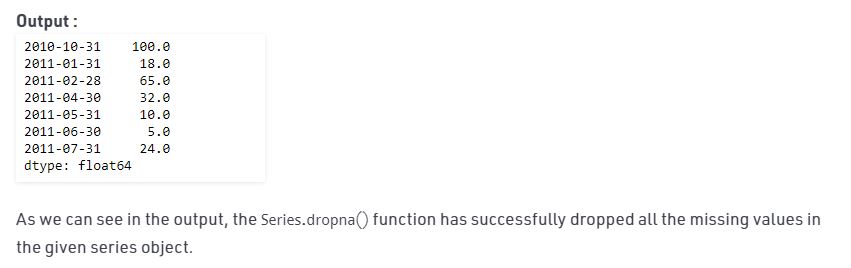 Output :
2010-10-31    100.0
2011-01-31     18.0
2011-02-28     65.0
2011-04-30     32.0
2011-05-31     10.0
2011-06-30      5.0
2011-07-31     24.0
dtype: float64
As we can see in the output, the Series.dropna() function has successfully dropped all the missing values in
the given series object.